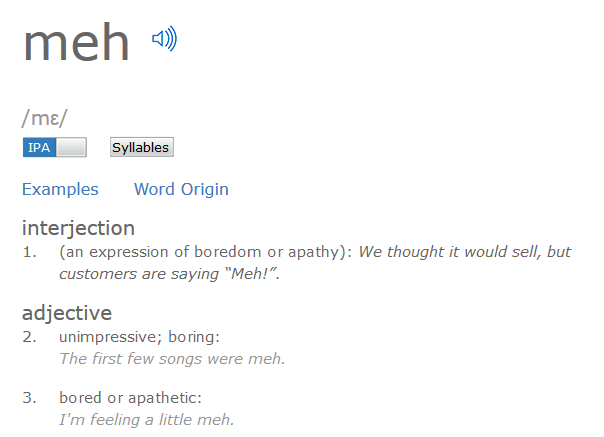 meh
/mɛ/
IPA Syllables
Examples Word Origin
interjection
1. (an expression of boredom or apathy): We thought it would sell, but
customers are saying “Meh!”.
adjective
2. unimpressive; boring:
The first few songs were meh.
3. bored or apathetic:
I'm feeling a little meh.